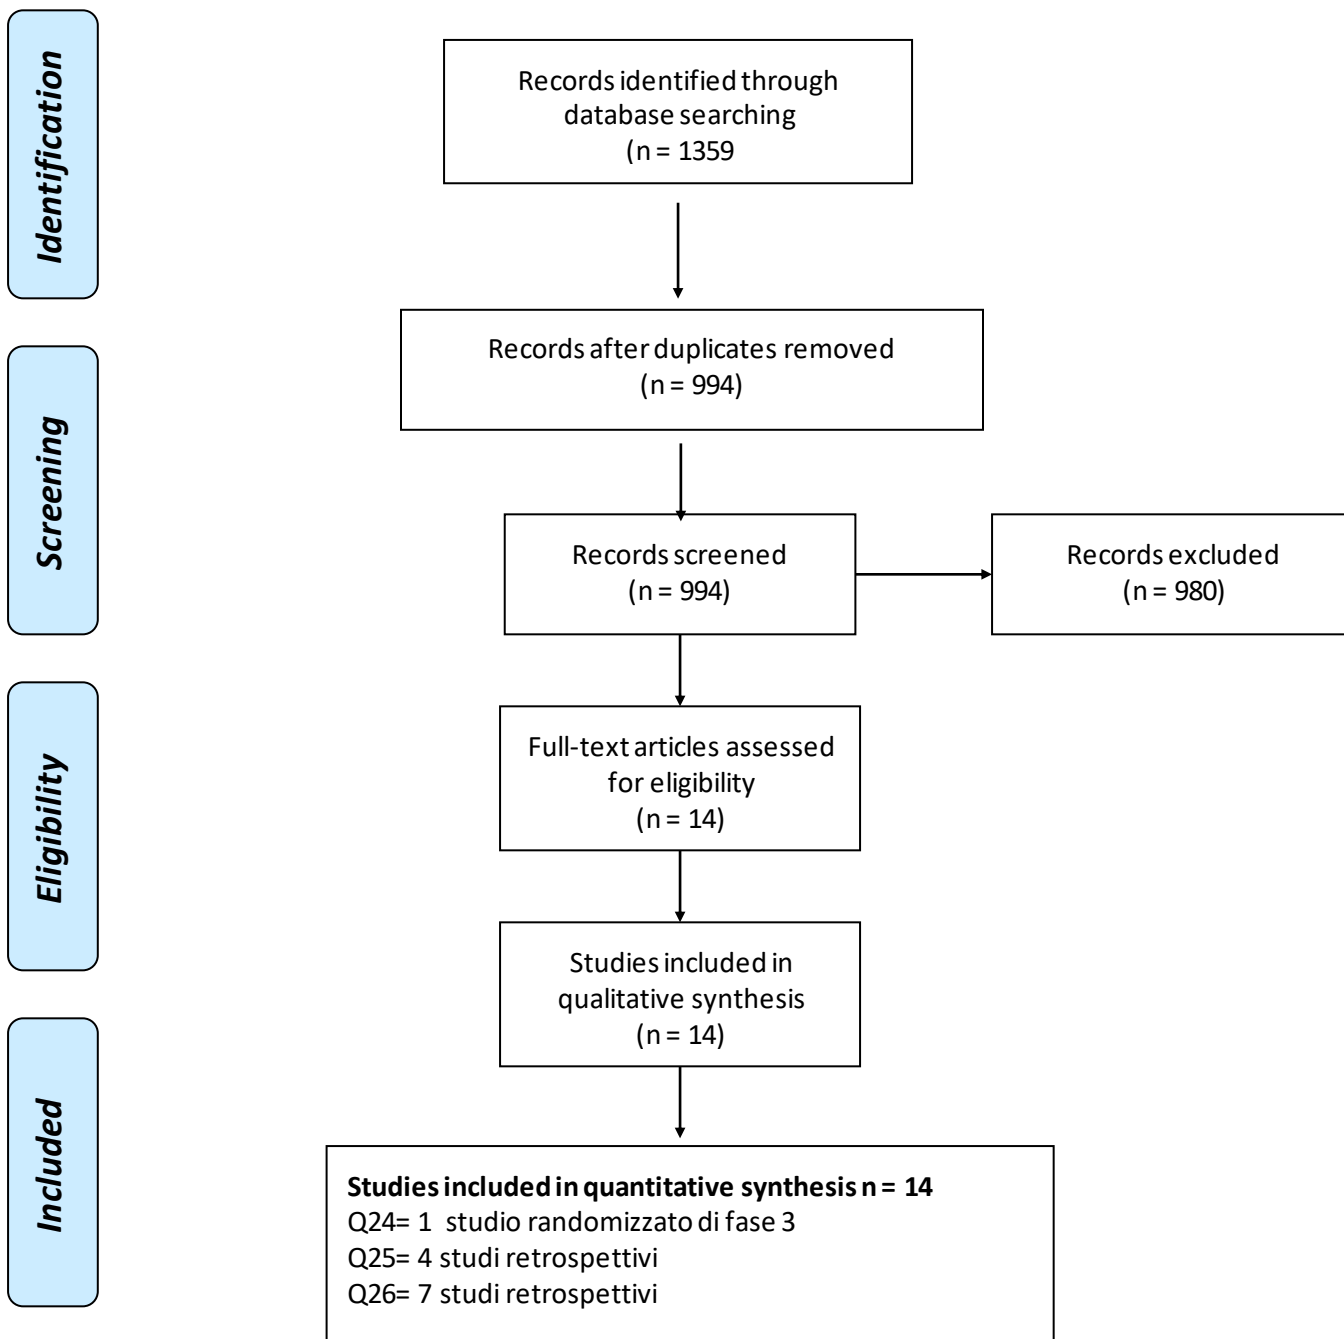 Identification
Records identified through
database searching
(n = 1359
Records after duplicates removed
(n = 994)
Screening
Records screened
(n = 994)
Records excluded
(n = 980)
Eligibility
Full-text articles assessed
for eligibility
(n = 14)
Studies included in
qualitative synthesis
(n = 14)
Included
Studies included in quantitative synthesis n = 14
Q24= 1 studio randomizzato di fase 3
Q25= 4 studi retrospettivi
Q26= 7 studi retrospettivi